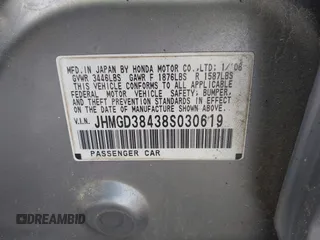 MFD. IN JAPAN BY HONDA MOTOR CO., LTD: 1/'08
GVWR 3446LBS GAWR F 1876LBS R 1587LBS
THIS VEHICLE CONFORMS TO ALL APPLICABLE
FEDERAL MOTOR VEHICLE SAFETY, BUMPER,
AND THEFT PREVENTION STANDARDS IN EFFECT
ON THE DATE OF MANUFACTURE SHOWN ABOVE.
V.I.N. JHMGD38438S030619
PASSENGER CAR
DREAMBID